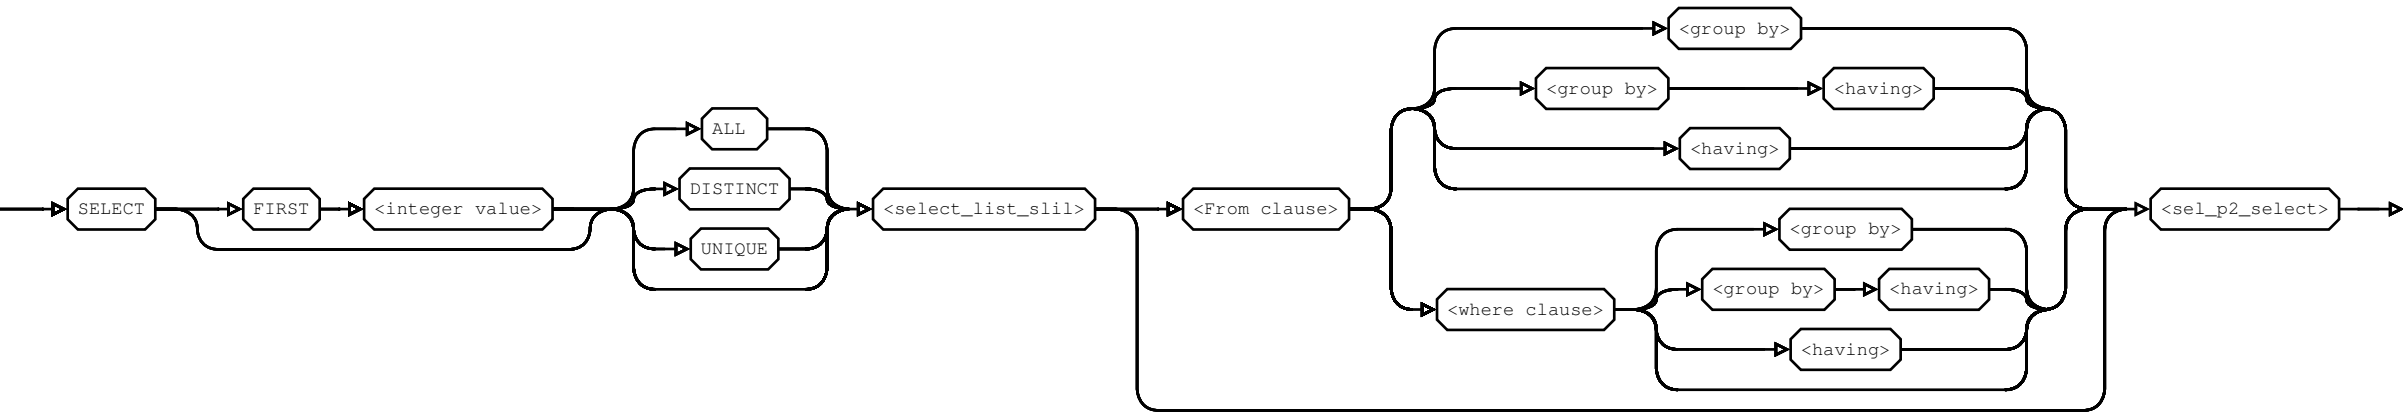 <group by>
<group by> <having>
ALL
<having>
DISTINCT
SELECT FIRST <integer value> <select_list_slil> <From clause> <sel_p2_select>
UNIQUE
<group by>
<group by> <having>
<where clause>
<having>